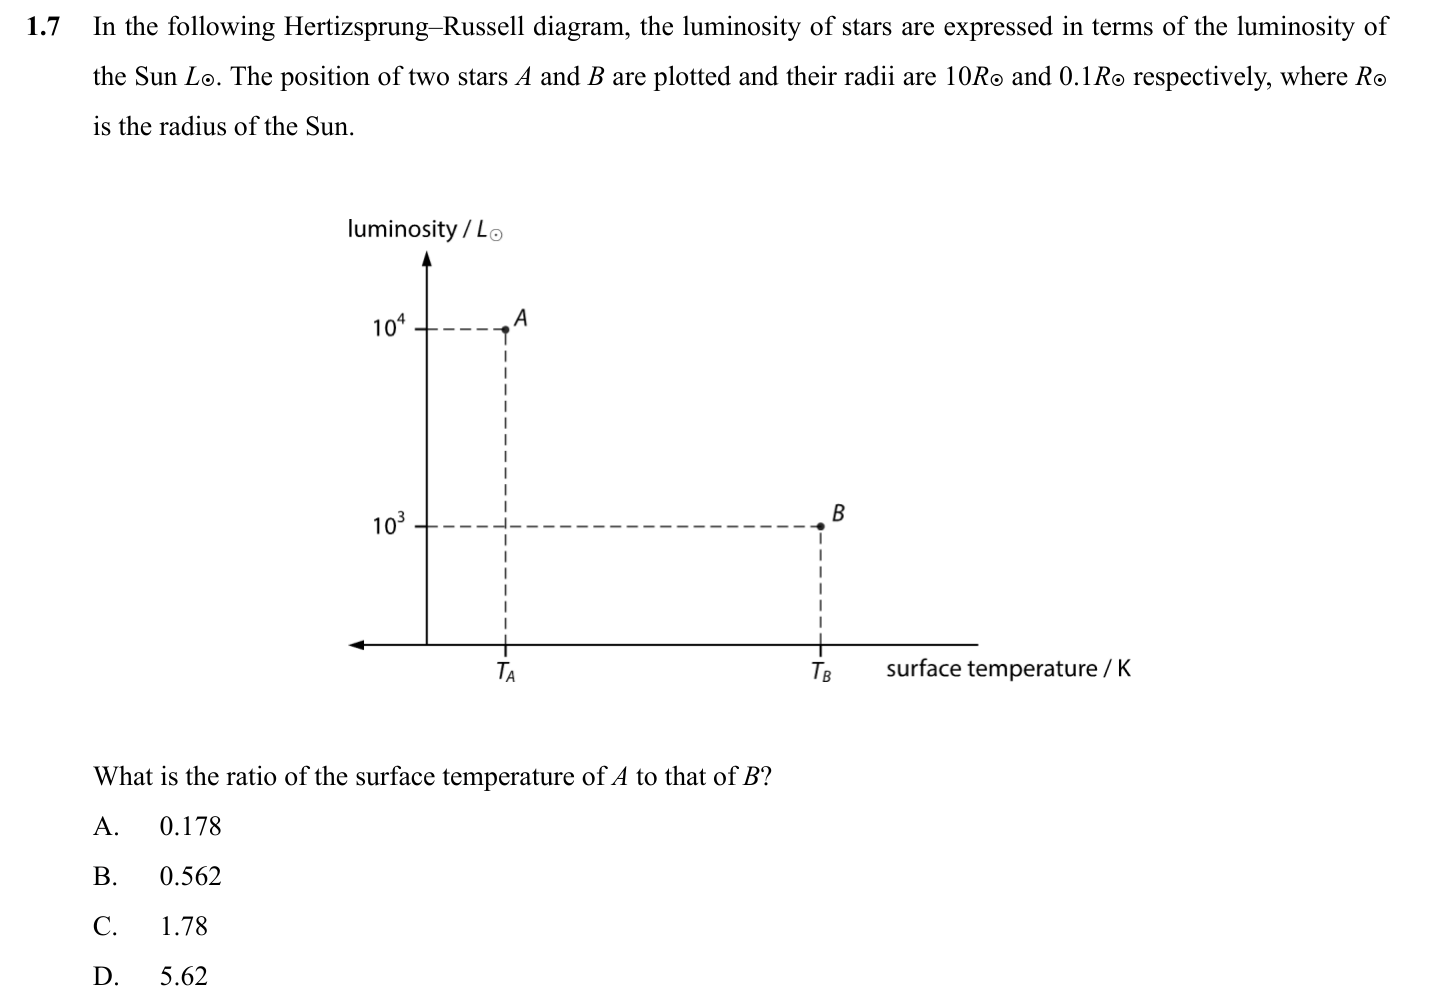 1.7 In the following Hertizsprung–Russell diagram, the luminosity of stars are expressed in terms of the luminosity of
the Sun L☉. The position of two stars A and B are plotted and their radii are 10R☉ and 0.1R☉ respectively, where R☉
is the radius of the Sun.
luminosity / L☉
10⁴
A
10³
B
T_A
T_B
surface temperature / K
What is the ratio of the surface temperature of A to that of B?
A. 0.178
B. 0.562
C. 1.78
D. 5.62